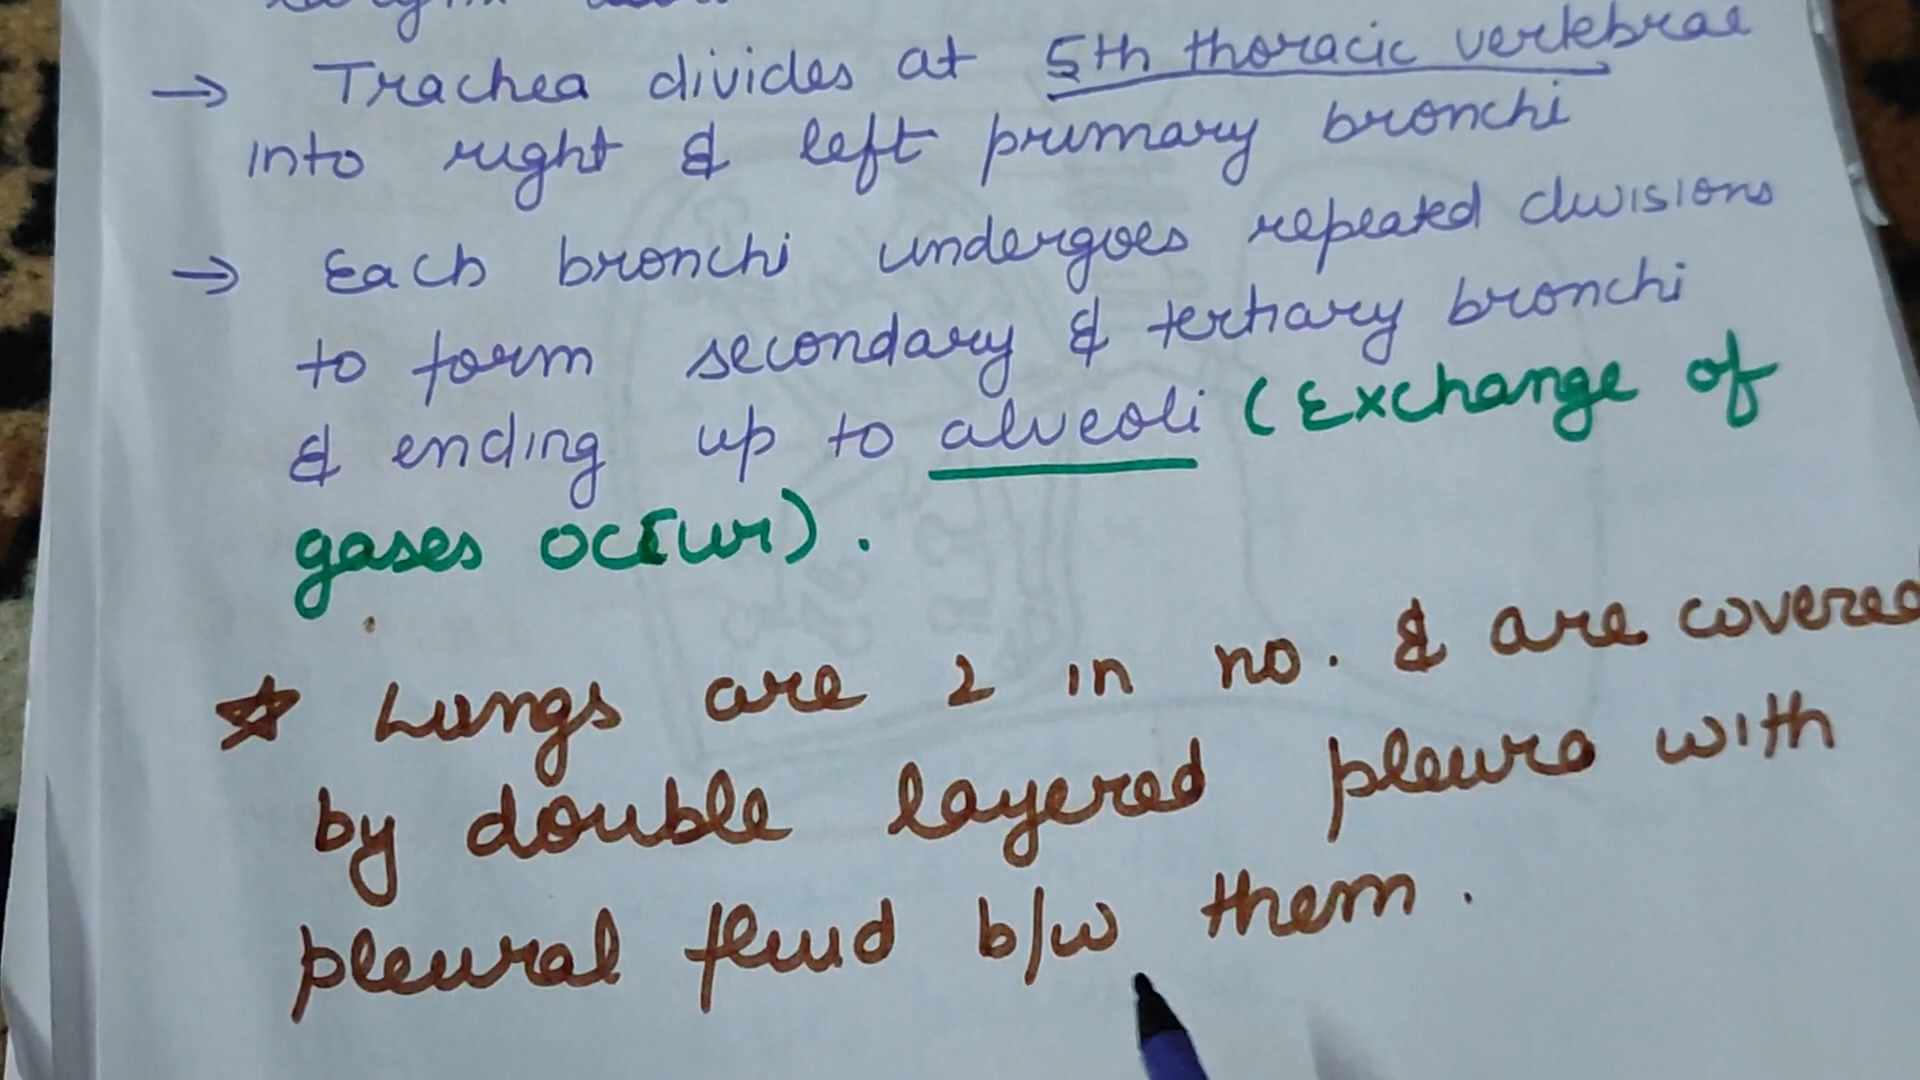 → Trachea divides at 5th thoracic vertebrae
into right & left primary bronchi
→ Each bronchi undergoes repeated divisions
to form secondary & tertiary bronchi
& ending up to alveoli (Exchange of
gases occur).
☆ Lungs are 2 in no. & are covered
by double layered pleura with
pleural fluid b/w them.